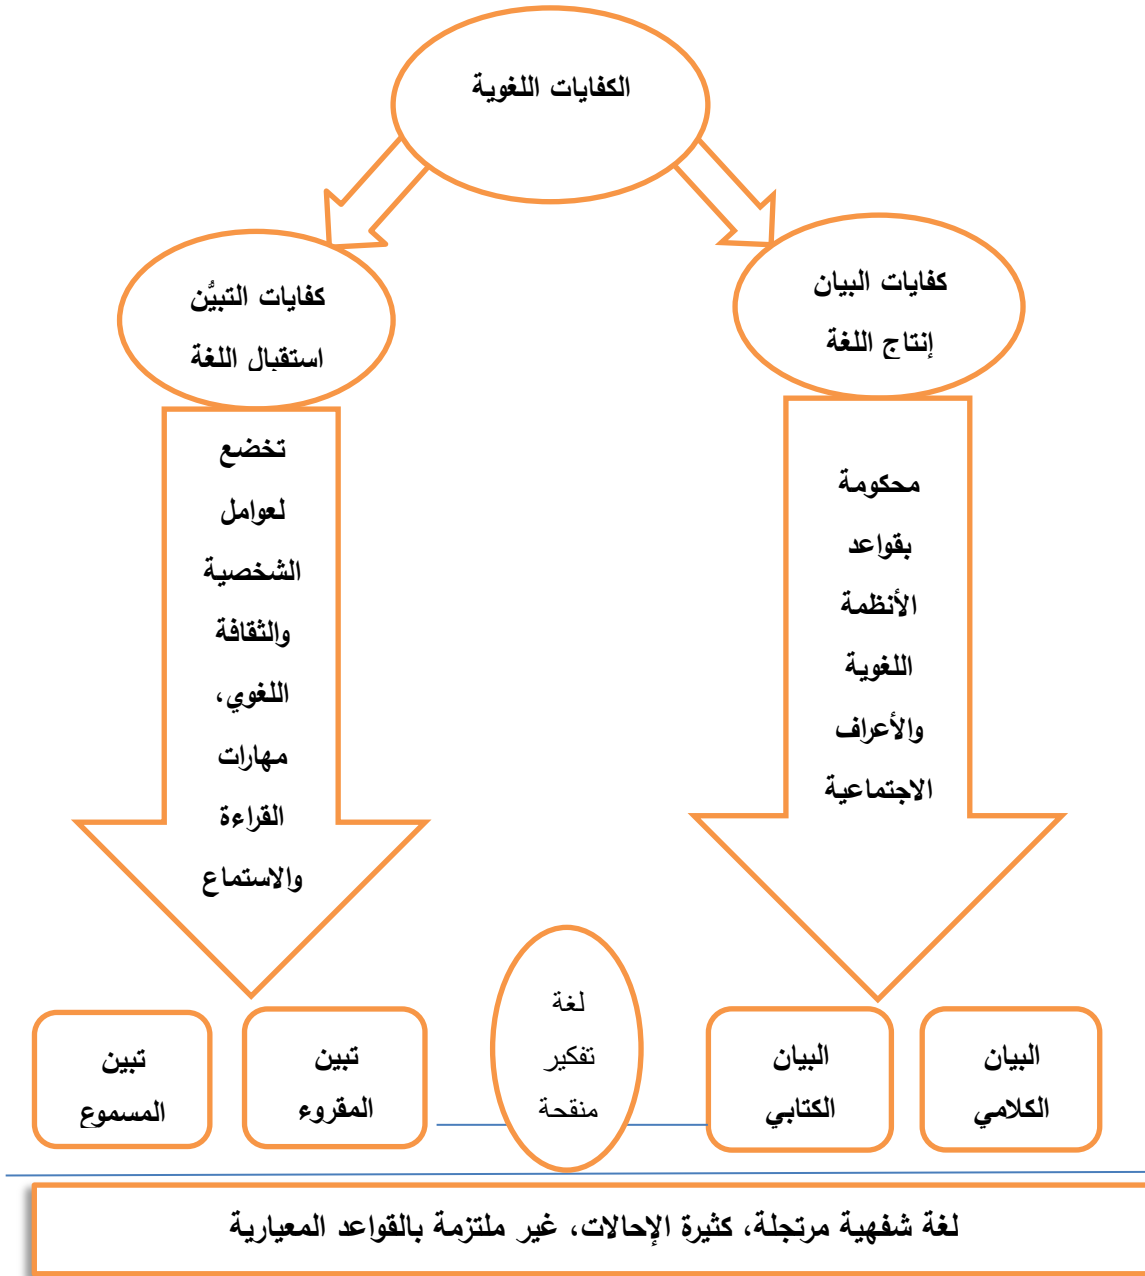 الكفايات اللغوية
كفايات البيان
إنتاج اللغة
كفايات التبيُّن
استقبال اللغة
محكومة
بقواعد
الأنظمة
اللغوية
والأعراف
الاجتماعية
تخضع
لعوامل
الشخصية
والثقافة
اللغوي،
مهارات
القراءة
والاستماع
البيان
الكلامي
البيان
الكتابي
لغة
تفكير
منقحة
تبين
المقروء
تبين
المسموع
لغة شفهية مرتجلة، كثيرة الإحالات، غير ملتزمة بالقواعد المعيارية